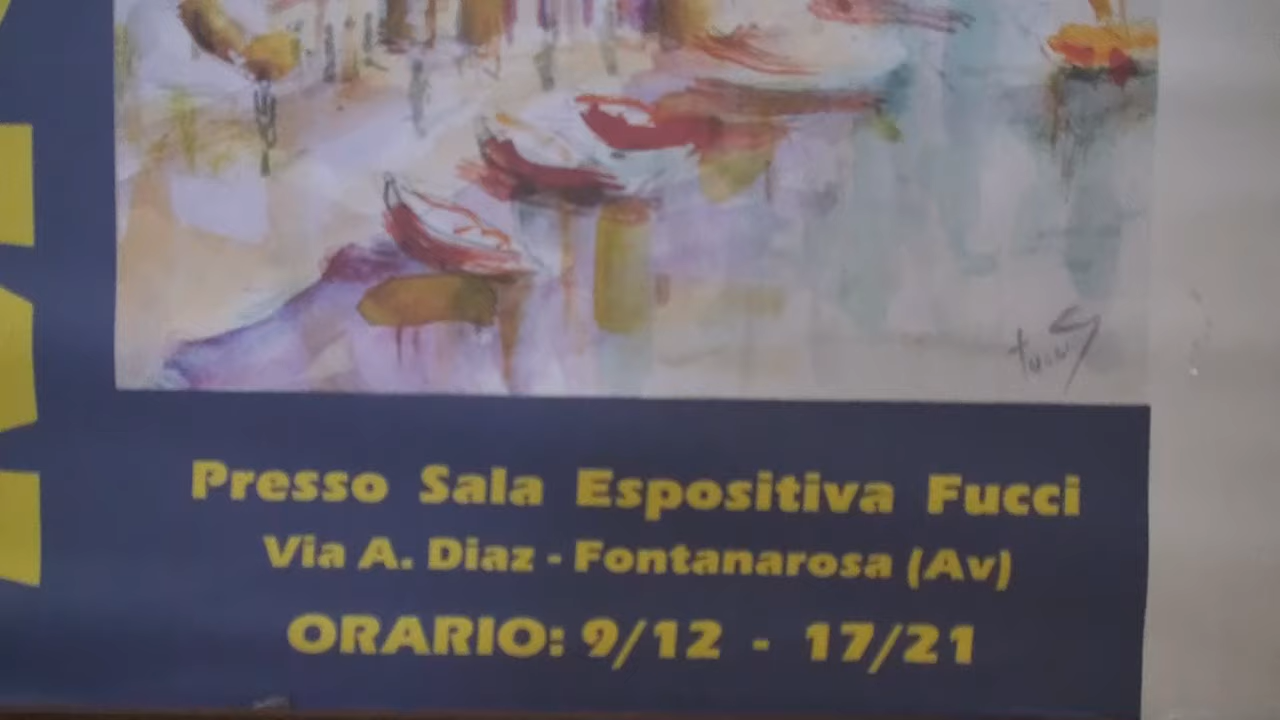 Presso Sala Espositiva Fucci
Via A. Diaz - Fontanarosa (Av)
ORARIO: 9/12 - 17/21